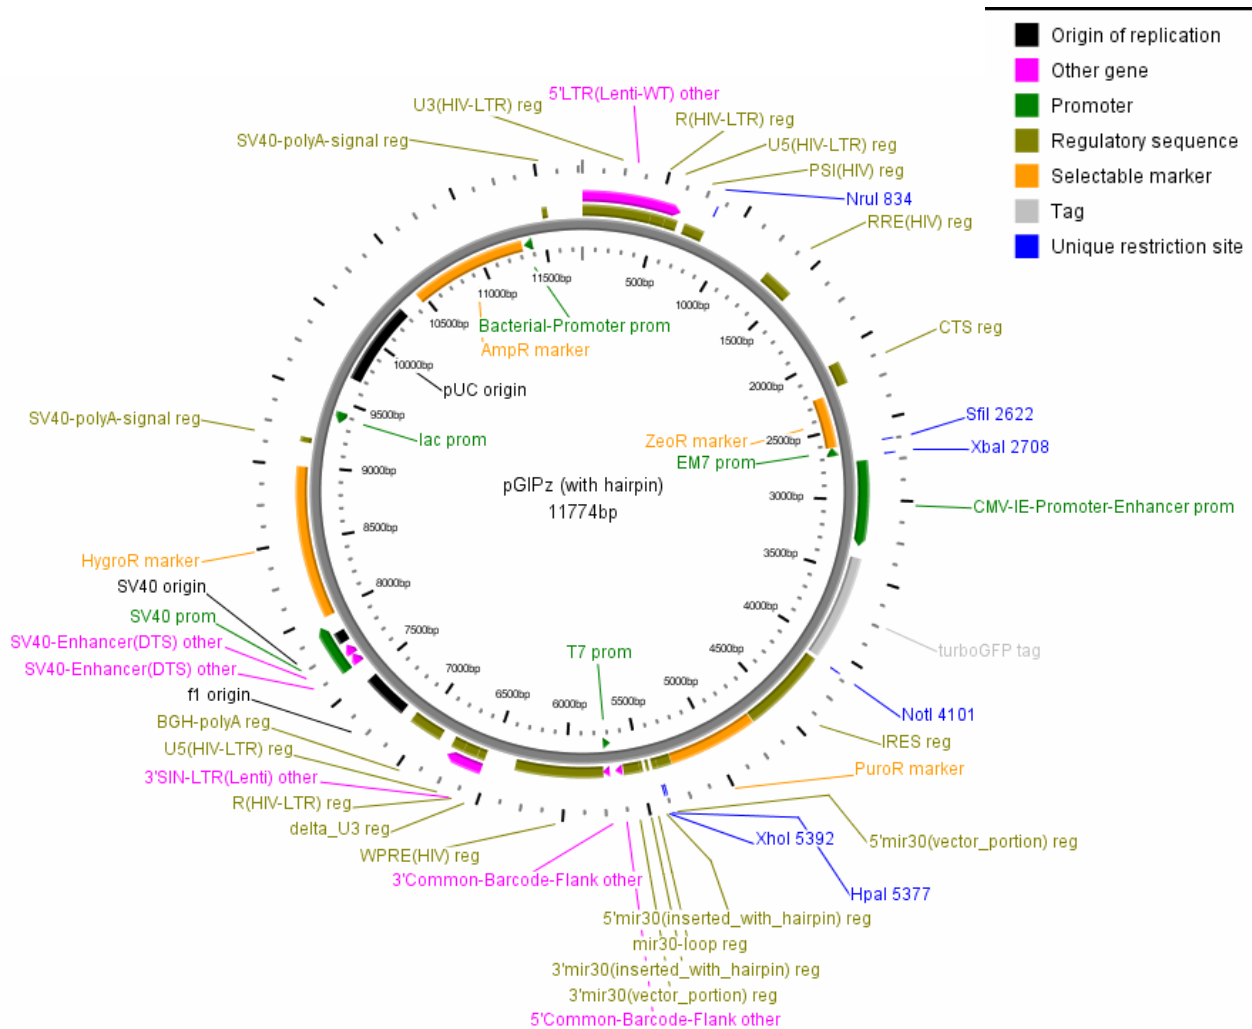 Origin of replication
Other gene
Promoter
Regulatory sequence
Selectable marker
Tag
Unique restriction site
5'LTR(Lenti-WT) other
U3(HIV-LTR) reg
R(HIV-LTR) reg
SV40-polyA-signal reg
U5(HIV-LTR) reg
PSI(HIV) reg
NruI 834
RRE(HIV) reg
CTS reg
SfiI 2622
XbaI 2708
CMV-IE-Promoter-Enhancer prom
turboGFP tag
NotI 4101
IRES reg
PuroR marker
XhoI 5392
5'mir30(vector_portion) reg
HpaI 5377
5'mir30(inserted_with_hairpin) reg
mir30-loop reg
3'mir30(inserted_with_hairpin) reg
3'mir30(vector_portion) reg
5'Common-Barcode-Flank other
3'Common-Barcode-Flank other
WPRE(HIV) reg
delta_U3 reg
R(HIV-LTR) reg
3'SIN-LTR(Lenti) other
U5(HIV-LTR) reg
BGH-polyA reg
f1 origin
SV40-Enhancer(DTS) other
SV40-Enhancer(DTS) other
SV40 prom
SV40 origin
HygroR marker
SV40-polyA-signal reg
lac prom
pUC origin
AmpR marker
Bacterial-Promoter prom
ZeoR marker
EM7 prom
T7 prom
pGIPz (with hairpin)
11774bp
500bp
1000bp
1500bp
2000bp
2500bp
3000bp
3500bp
4000bp
4500bp
5000bp
5500bp
6000bp
6500bp
7000bp
7500bp
8000bp
8500bp
9000bp
9500bp
10000bp
10500bp
11000bp
11500bp